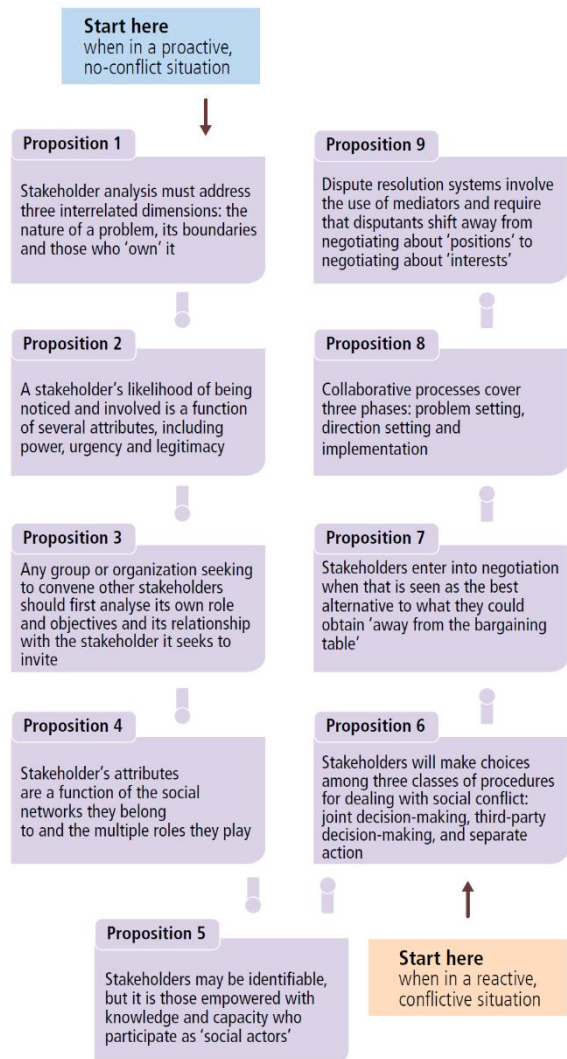 Start here
when in a proactive,
no-conflict situation
Proposition 1
Stakeholder analysis must address
three interrelated dimensions: the
nature of a problem, its boundaries
and those who ‘own’ it
Proposition 2
A stakeholder’s likelihood of being
noticed and involved is a function
of several attributes, including
power, urgency and legitimacy
Proposition 3
Any group or organization seeking
to convene other stakeholders
should first analyse its own role
and objectives and its relationship
with the stakeholder it seeks to
invite
Proposition 4
Stakeholder’s attributes
are a function of the social
networks they belong
to and the multiple roles they play
Proposition 5
Stakeholders may be identifiable,
but it is those empowered with
knowledge and capacity who
participate as ‘social actors’
Proposition 9
Dispute resolution systems involve
the use of mediators and require
that disputants shift away from
negotiating about ‘positions’ to
negotiating about ‘interests’
Proposition 8
Collaborative processes cover
three phases: problem setting,
direction setting and
implementation
Proposition 7
Stakeholders enter into negotiation
when that is seen as the best
alternative to what they could
obtain ‘away from the bargaining
table’
Proposition 6
Stakeholders will make choices
among three classes of procedures
for dealing with social conflict:
joint decision-making, third-party
decision-making, and separate
action
Start here
when in a reactive,
conflictive situation